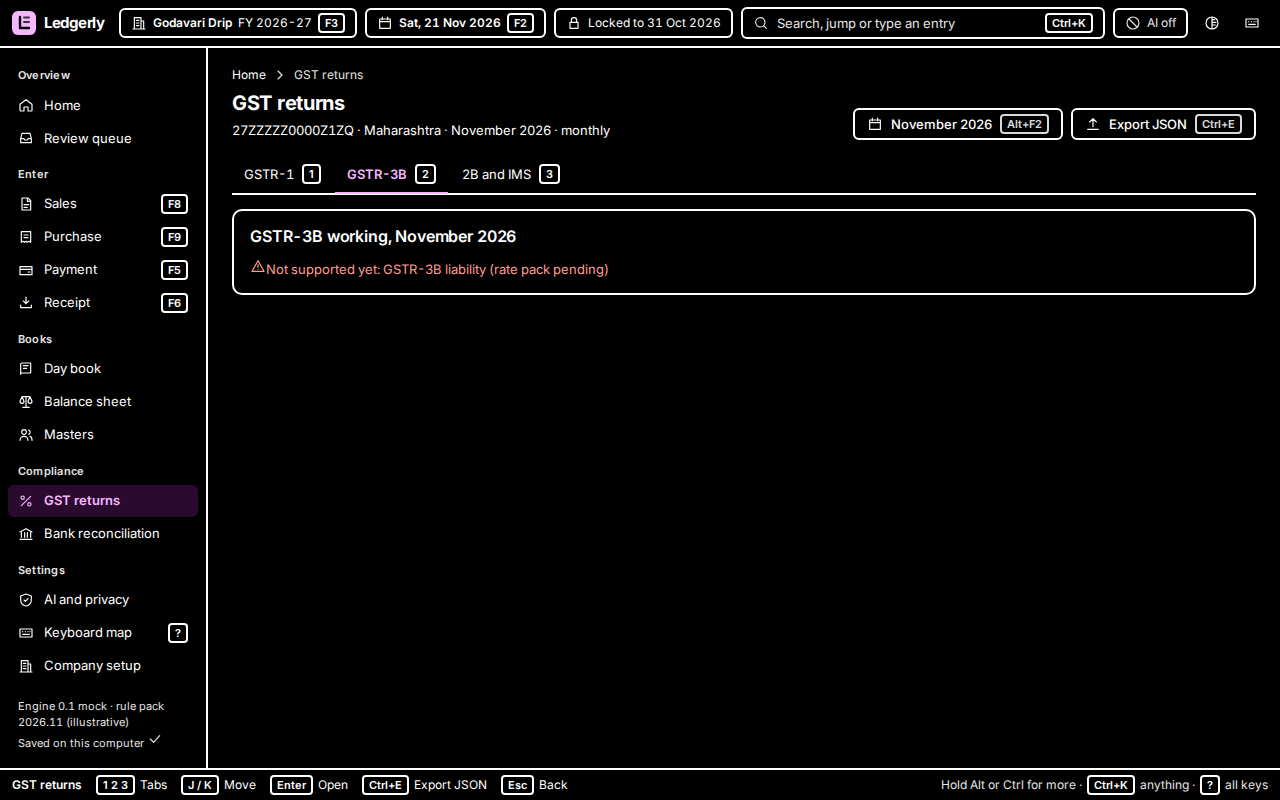 Ledgerly
Godavari Drip FY 2026-27 F3
Sat, 21 Nov 2026 F2
Locked to 31 Oct 2026
Search, jump or type an entry Ctrl+K
AI off
Overview
Home
Review queue
Enter
Sales F8
Purchase F9
Payment F5
Receipt F6
Books
Day book
Balance sheet
Masters
Compliance
GST returns
Bank reconciliation
Settings
AI and privacy
Keyboard map ?
Company setup
Engine 0.1 mock · rule pack
2026.11 (illustrative)
Saved on this computer
Home GST returns
GST returns
27ZZZZZ0000Z1ZQ · Maharashtra · November 2026 · monthly
November 2026 Alt+F2
Export JSON Ctrl+E
GSTR-1 1
GSTR-3B 2
2B and IMS 3
GSTR-3B working, November 2026
Not supported yet: GSTR-3B liability (rate pack pending)
GST returns 1 2 3 Tabs J / K Move Enter Open Ctrl+E Export JSON Esc Back
Hold Alt or Ctrl for more · Ctrl+K anything · ? all keys